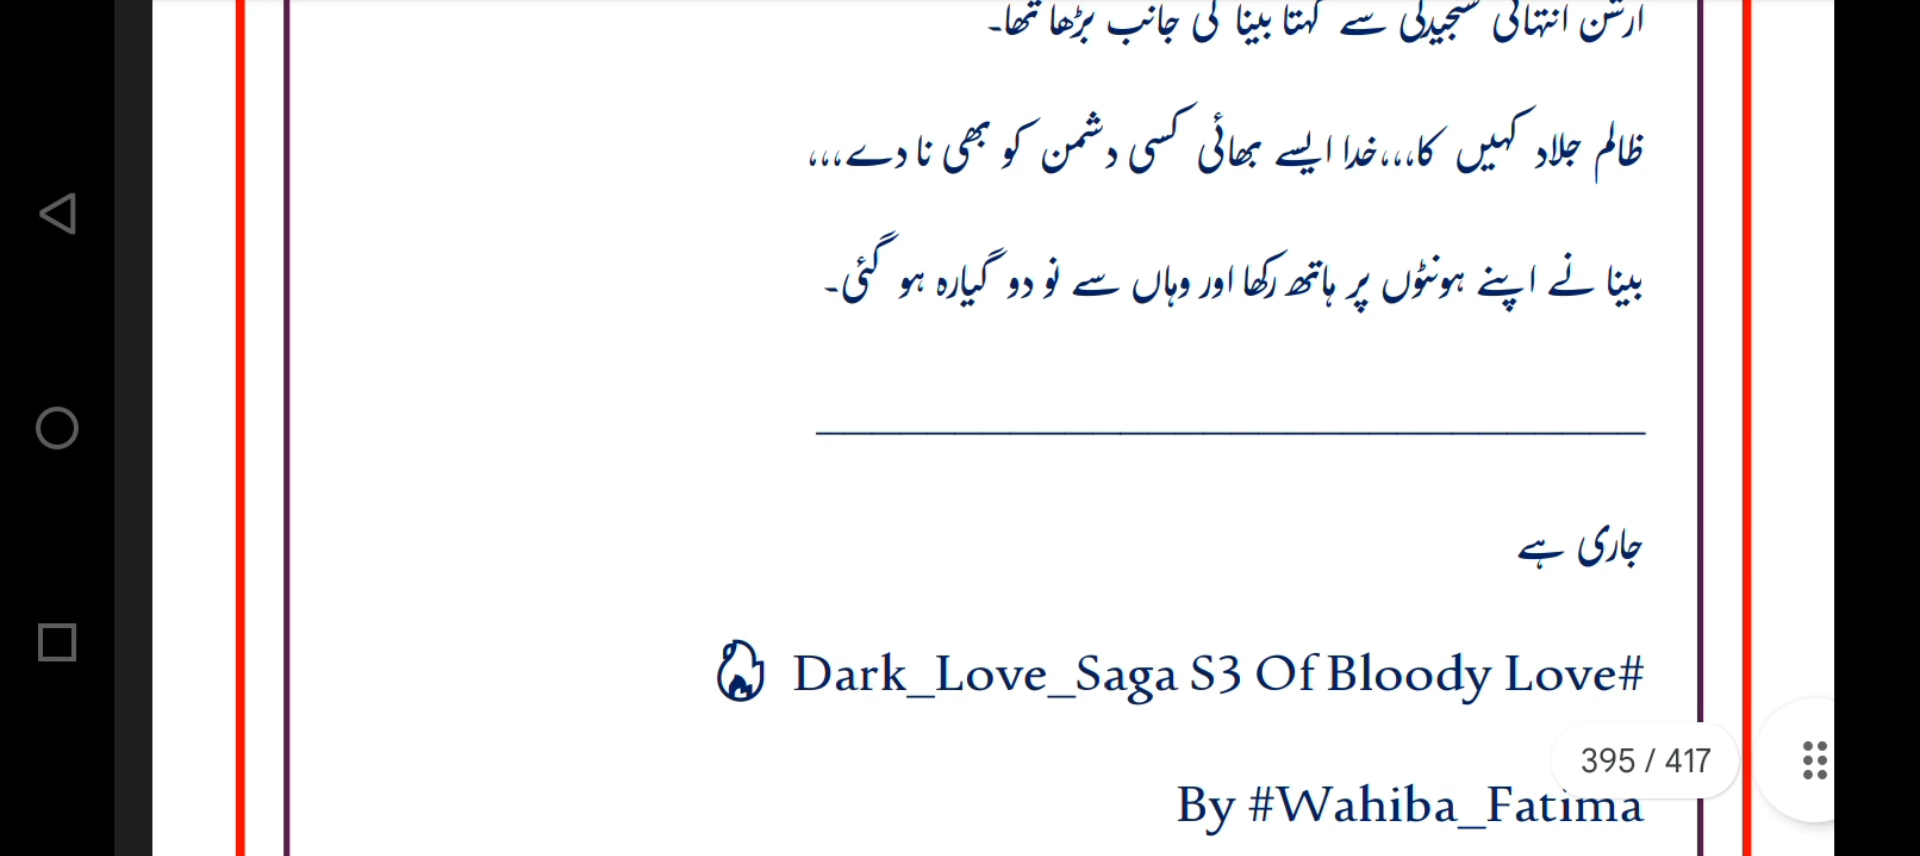 ارشن انتہائی سنجیدگی سے کہتا بینا کی جانب بڑھا تھا۔
ظالم جلاد کہیں کا،،،خدا ایسے بھائی کسی دشمن کو بھی نا دے،،،
بینا نے اپنے ہونٹوں پر ہاتھ رکھا اور وہاں سے نو دو گیارہ ہو گئی۔
جاری ہے
Dark_Love_Saga S3 Of Bloody Love#
395 / 417
By #Wahiba_Fatima